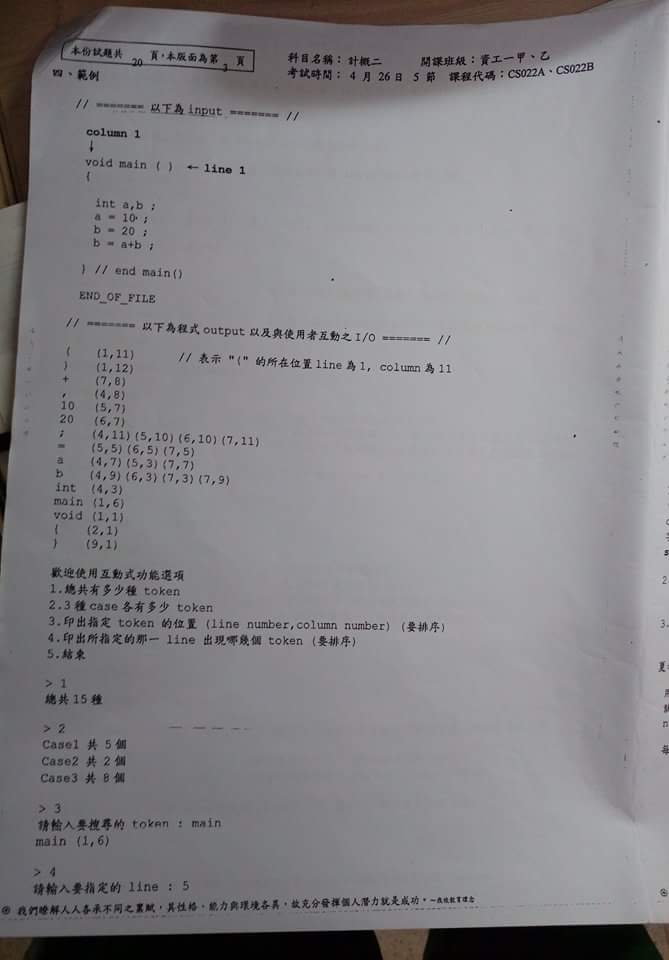 本份試題共 20 頁,本版面為第 3 頁
科目名稱: 計概二 開課班級:資工一甲、乙
考試時間: 4 月 26 日 5 節 課程代碼:CS022A、CS022B
四、範例
// ======= 以下為 input ======= //
column 1
↓
void main ( ) ← line 1
{
int a,b ;
a = 10 ;
b = 20 ;
b = a+b ;
} // end main()
END_OF_FILE
// ======= 以下為程式 output 以及與使用者互動之 I/O ======= //
( (1,11) // 表示 "(" 的所在位置 line 為 1, column 為 11
) (1,12)
+ (7,8)
, (4,8)
10 (5,7)
20 (6,7)
; (4,11)(5,10)(6,10)(7,11)
= (5,5)(6,5)(7,5)
a (4,7)(5,3)(7,7)
b (4,9)(6,3)(7,3)(7,9)
int (4,3)
main (1,6)
void (1,1)
{ (2,1)
} (9,1)
歡迎使用互動式功能選項
1.總共有多少種 token
2.3 種 case 各有多少 token
3.印出指定 token 的位置 (line number,column number) (要排序)
4.印出所指定的那一 line 出現哪幾個 token (要排序)
5.結束
> 1
總共 15 種
> 2
Case1 共 5 個
Case2 共 2 個
Case3 共 8 個
> 3
請輸入要搜尋的 token : main
main (1,6)
> 4
請輸入要指定的 line : 5
⊙ 我們瞭解人人各承不同之稟賦,其性格、能力與環境各異,故充分發揮個人潛力就是成功。~我校教育理念